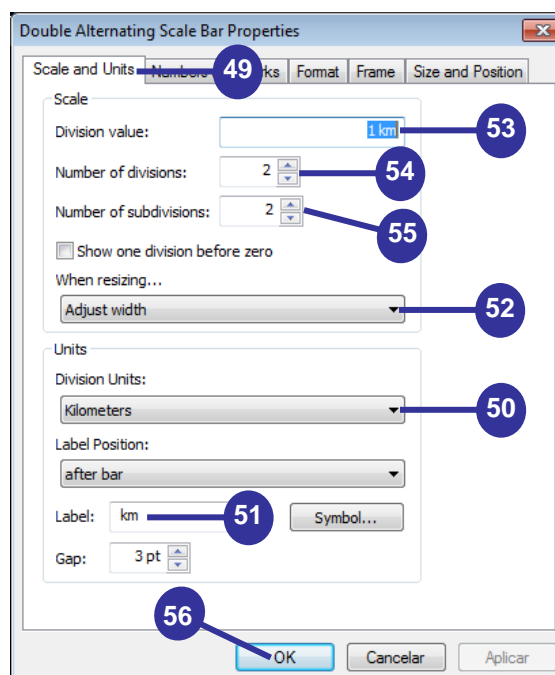 Double Alternating Scale Bar Properties
Scale and Units 49 Format Frame Size and Position
Scale
Division value: 1 km 53
Number of divisions: 2 54
Number of subdivisions: 2 55
Show one division before zero
When resizing...
Adjust width 52
Units
Division Units:
Kilometers 50
Label Position:
after bar
Label: km 51 Symbol...
Gap: 3 pt
56
OK Cancelar Aplicar